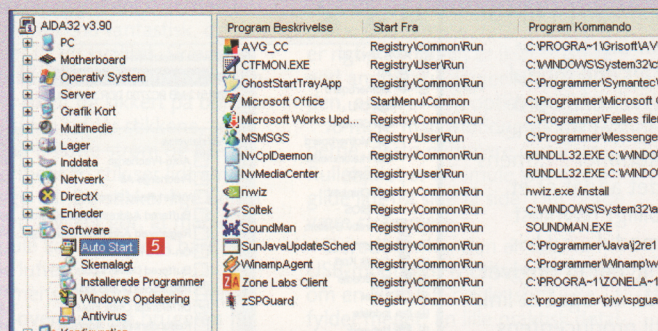 AIDA32 v3.90
PC
Motherboard
Operativ System
Server
Grafik Kort
Multimedie
Lager
Inddata
Netværk
DirectX
Enheder
Software
Auto Start 5
Skemalagt
Installerede Programmer
Windows Opdatering
Antivirus
Program Beskrivelse Start Fra Program Kommando
AVG_CC Registry\Common\Run C:\PROGRA~1\Grisoft\AV
CTFMON.EXE Registry\User\Run C:\WINDOWS\System32\ct
GhostStartTrayApp Registry\Common\Run C:\Programmer\Symantec\
Microsoft Office StartMenu\Common C:\Programmer\Microsoft
Microsoft Works Upd... Registry\Common\Run C:\Programmer\Fælles filer
MSMSGS Registry\User\Run C:\Programmer\Messenge
NvCplDaemon Registry\Common\Run RUNDLL32.EXE C:\WINDO
NvMediaCenter Registry\User\Run RUNDLL32.EXE C:\WINDO
nwiz Registry\Common\Run nwiz.exe /install
Soltek Registry\Common\Run C:\WINDOWS\System32\a
SoundMan Registry\Common\Run SOUNDMAN.EXE
SunJavaUpdateSched Registry\Common\Run C:\Programmer\Java\j2re1
WinampAgent Registry\Common\Run C:\Programmer\Winamp\w
Zone Labs Client Registry\Common\Run C:\PROGRA~1\ZONELA~1
zSPGuard Registry\Common\Run c:\programmer\pjw\spgua